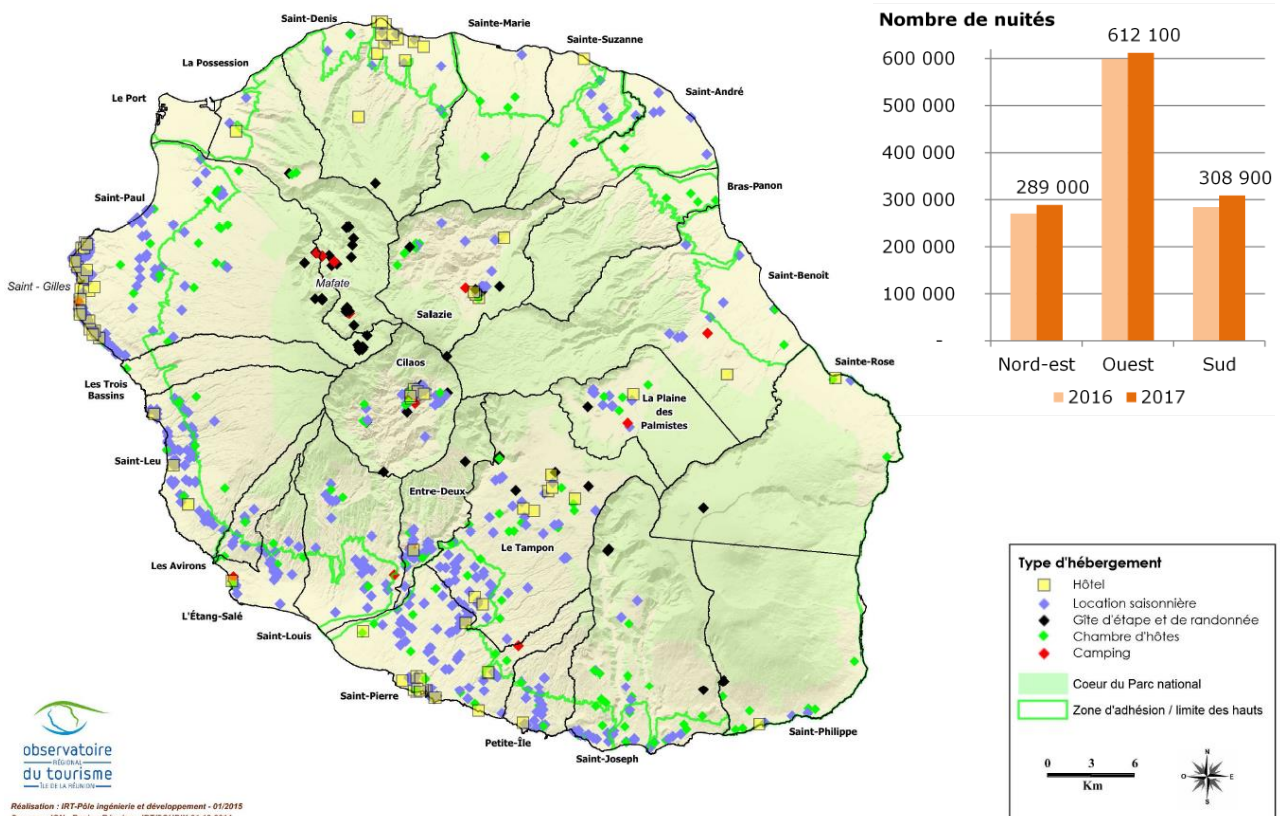 Saint-Denis
Sainte-Marie
Sainte-Suzanne
La Possession
Le Port
Saint-André
Saint-Paul
Bras-Panon
Saint - Gilles
Mafate
Salazie
Saint-Benoît
Cilaos
Sainte-Rose
Les Trois
Bassins
La Plaine
des
Palmistes
Saint-Leu
Entre-Deux
Le Tampon
Les Avirons
L'Étang-Salé
Saint-Louis
Saint-Pierre
Petite-Île
Saint-Joseph
Saint-Philippe
Nombre de nuités
612 100
600 000
500 000
400 000
300 000
200 000
100 000
-
289 000
308 900
Nord-est
Ouest
Sud
2016
2017
Type d'hébergement
Hôtel
Location saisonnière
Gîte d'étape et de randonnée
Chambre d'hôtes
Camping
Coeur du Parc national
Zone d'adhésion / limite des hauts
0 3 6
Km
N
O
E
S
observatoire
RÉGIONAL
du tourisme
ÎLE DE LA RÉUNION
Réalisation : IRT-Pôle ingénierie et développement - 01/2015